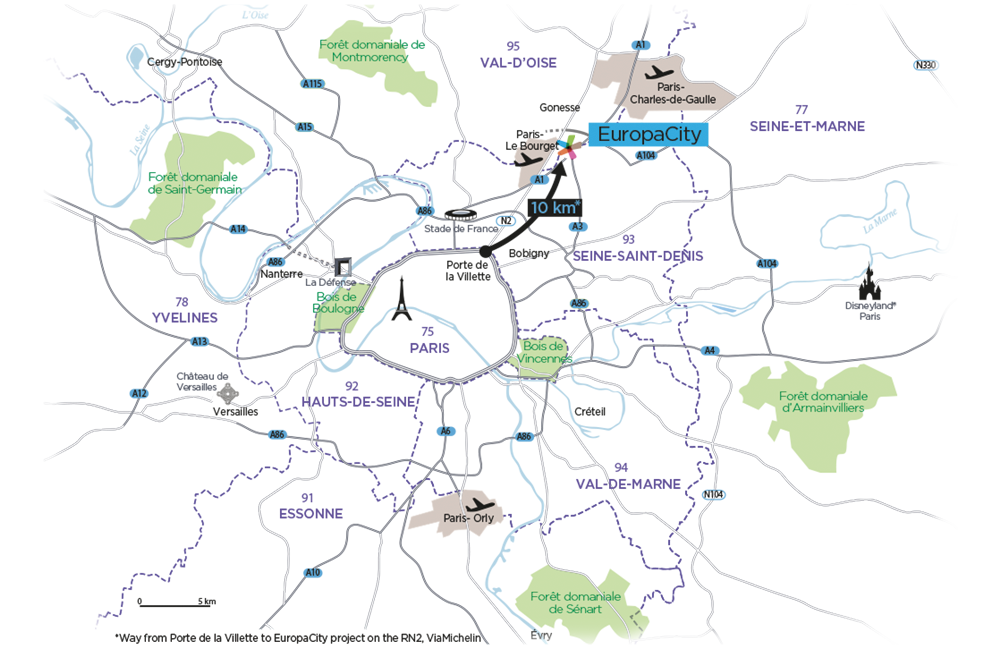 L'Oise
Cergy-Pontoise
Forêt domaniale de
Montmorency
95
VAL-D'OISE
A1
N330
Paris-
Charles-de-Gaulle
A115
Gonesse
77
SEINE-ET-MARNE
A15
La Seine
Paris-
Le Bourget
EuropaCity
A104
Forêt domaniale
de Saint-Germain
A1
10 km*
A86
Stade de France
N2
A3
La Marne
A14
93
SEINE-SAINT-DENIS
Porte de
la Villette
Bobigny
A86
Nanterre
La Défense
A104
Bois de
Boulogne
78
YVELINES
A86
Disneyland*
Paris
75
PARIS
A13
Bois de
Vincennes
A4
Château de
Versailles
A12
Versailles
92
HAUTS-DE-SEINE
Forêt domaniale
d'Armainvilliers
Créteil
A86
A6
A86
94
VAL-DE-MARNE
N104
91
ESSONNE
Paris- Orly
A10
Forêt domaniale
de Sénart
0 5 km
Évry
*Way from Porte de la Villette to EuropaCity project on the RN2, ViaMichelin